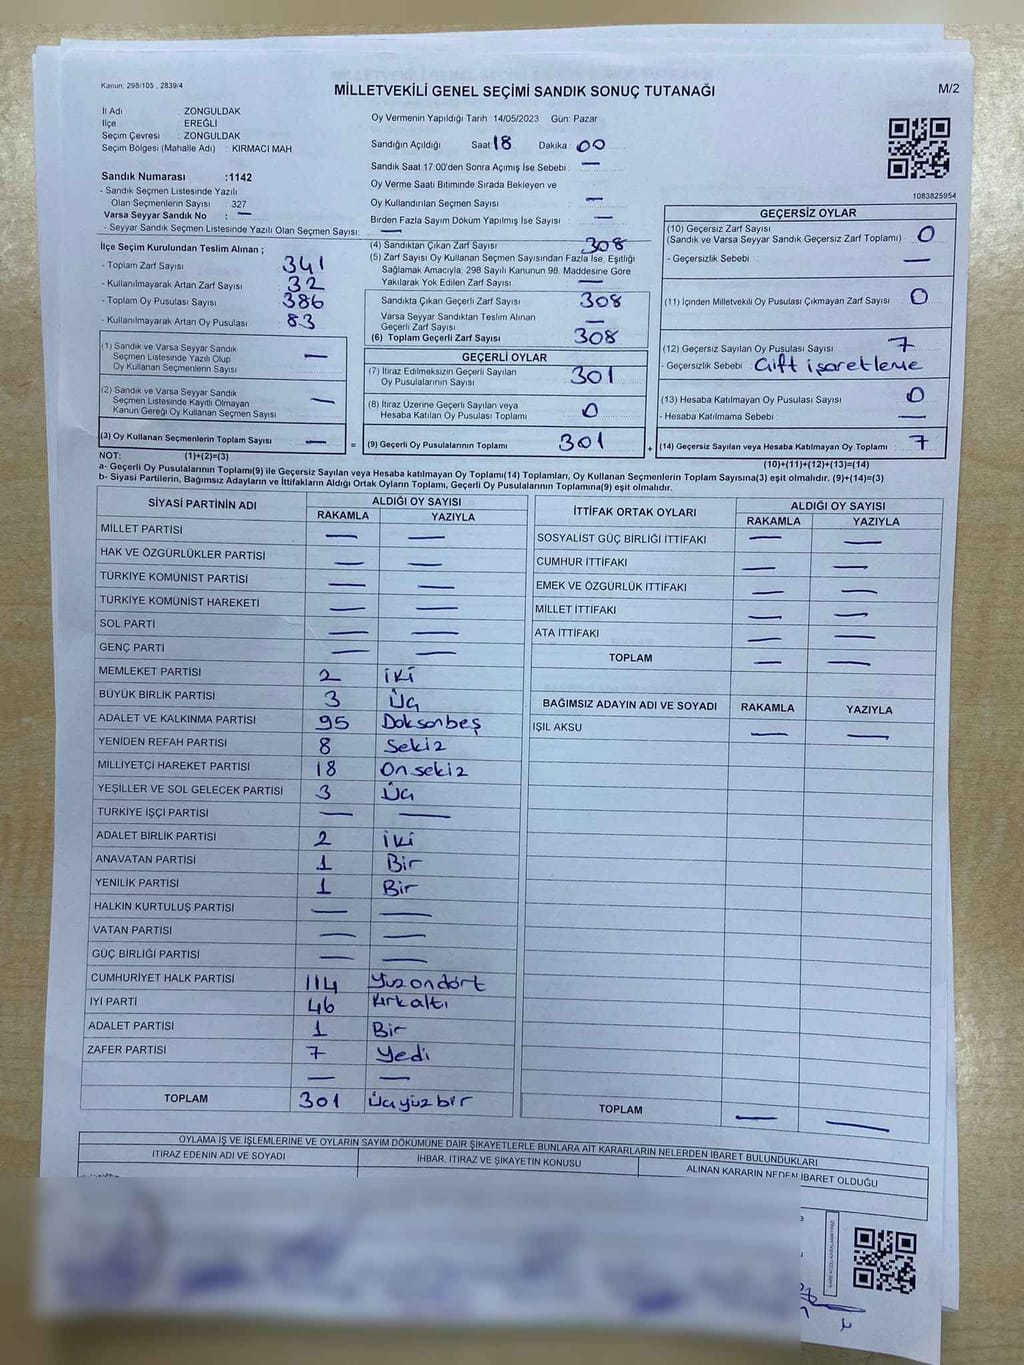 Kanun. 298/105 , 2839/4
MİLLETVEKİLİ GENEL SEÇİMİ SANDIK SONUÇ TUTANAĞI
M/2
İl Adı : ZONGULDAK
İlçe EREĞLİ
Seçim Çevresi : ZONGULDAK
Seçim Bölgesi (Mahalle Adı) : KIRMACI MAH
Sandık Numarası :1142
- Sandık Seçmen Listesinde Yazılı
Olan Seçmenlerin Sayısı : 327
Varsa Seyyar Sandık No : —
- Seyyar Sandık Seçmen Listesinde Yazılı Olan Seçmen Sayısı: —
Oy Vermenin Yapıldığı Tarih : 14/05/2023 Gün: Pazar
Sandığın Açıldığı Saat 18 Dakika : 00
Sandık Saat 17:00'den Sonra Açımış İse Sebebi : —
Oy Verme Saati Bitiminde Sırada Bekleyen ve
Oy Kullandırılan Seçmen Sayısı : —
Birden Fazla Sayım Döküm Yapılmış İse Sayısı : —
1083825954
İlçe Seçim Kurulundan Teslim Alınan ;
- Toplam Zarf Sayısı : 341
- Kullanılmayarak Artan Zarf Sayısı : 32
- Toplam Oy Pusulası Sayısı : 386
- Kullanılmayarak Artan Oy Pusulası : 83
(1) Sandık ve Varsa Seyyar Sandık
Seçmen Listesinde Yazılı Olup
Oy Kullanan Seçmenlerin Sayısı : —
(2) Sandık ve Varsa Seyyar Sandık
Seçmen Listesinde Kayıtlı Olmayan
Kanun Gereği Oy Kullanan Seçmen Sayısı : —
(3) Oy Kullanan Seçmenlerin Toplam Sayısı : — =
(4) Sandıktan Çıkan Zarf Sayısı : 308
(5) Zarf Sayısı Oy Kullanan Seçmen Sayısından Fazla İse, Eşitliği
Sağlamak Amacıyla, 298 Sayılı Kanunun 98. Maddesine Göre
Yakılarak Yok Edilen Zarf Sayısı : —
Sandıkta Çıkan Geçerli Zarf Sayısı : 308
Varsa Seyyar Sandıktan Teslim Alınan
Geçerli Zarf Sayısı : —
(6) Toplam Geçerli Zarf Sayısı : 308
GEÇERLİ OYLAR
(7) İtiraz Edilmeksizin Geçerli Sayılan
Oy Pusulalarının Sayısı : 301
(8) İtiraz Üzerine Geçerli Sayılan veya
Hesaba Katılan Oy Pusulası Toplamı : 0
(9) Geçerli Oy Pusulalarının Toplamı : 301 +
GEÇERSİZ OYLAR
(10) Geçersiz Zarf Sayısı
(Sandık ve Varsa Seyyar Sandık Geçersiz Zarf Toplamı) : 0
- Geçersizlik Sebebi : —
(11) İçinden Milletvekili Oy Pusulası Çıkmayan Zarf Sayısı : 0
(12) Geçersiz Sayılan Oy Pusulası Sayısı : 7
- Geçersizlik Sebebi : Çift işaretleme
(13) Hesaba Katılmayan Oy Pusulası Sayısı : 0
- Hesaba Katılmama Sebebi : —
(14) Geçersiz Sayılan veya Hesaba Katılmayan Oy Toplamı : 7
NOT: (1)+(2)=(3)
(10)+(11)+(12)+(13)=(14)
a- Geçerli Oy Pusulalarının Toplamı(9) ile Geçersiz Sayılan veya Hesaba katılmayan Oy Toplamı(14) Toplamları, Oy Kullanan Seçmenlerin Toplam Sayısına(3) eşit olmalıdır. (9)+(14)=(3)
b- Siyasi Partilerin, Bağımsız Adayların ve İttifakların Aldığı Ortak Oyların Toplamı, Geçerli Oy Pusulalarının Toplamına(9) eşit olmalıdır.
SİYASİ PARTİNİN ADI ALDIĞI OY SAYISI
RAKAMLA YAZIYLA
MİLLET PARTİSİ — —
HAK VE ÖZGÜRLÜKLER PARTİSİ — —
TÜRKİYE KOMÜNİST PARTİSİ — —
TÜRKİYE KOMÜNİST HAREKETİ — —
SOL PARTİ — —
GENÇ PARTİ — —
MEMLEKET PARTİSİ 2 iki
BÜYÜK BİRLİK PARTİSİ 3 Üç
ADALET VE KALKINMA PARTİSİ 95 Doksanbeş
YENİDEN REFAH PARTİSİ 8 Sekiz
MİLLİYETÇİ HAREKET PARTİSİ 18 Onsekiz
YEŞİLLER VE SOL GELECEK PARTİSİ 3 Üç
TÜRKİYE İŞÇİ PARTİSİ — —
ADALET BİRLİK PARTİSİ 2 iki
ANAVATAN PARTİSİ 1 Bir
YENİLİK PARTİSİ 1 Bir
HALKIN KURTULUŞ PARTİSİ — —
VATAN PARTİSİ — —
GÜÇ BİRLİĞİ PARTİSİ — —
CUMHURİYET HALK PARTİSİ 114 Yüzondört
İYİ PARTİ 46 Kırkaltı
ADALET PARTİSİ 1 Bir
ZAFER PARTİSİ 7 Yedi
— —
TOPLAM 301 Üçyüzbir
İTTİFAK ORTAK OYLARI ALDIĞI OY SAYISI
RAKAMLA YAZIYLA
SOSYALİST GÜÇ BİRLİĞİ İTTİFAKI — —
CUMHUR İTTİFAKI — —
EMEK VE ÖZGÜRLÜK İTTİFAKI — —
MİLLET İTTİFAKI — —
ATA İTTİFAKI — —
TOPLAM — —
BAĞIMSIZ ADAYIN ADI VE SOYADI RAKAMLA YAZIYLA
IŞIL AKSU — —
TOPLAM — —
OYLAMA İŞ VE İŞLEMLERİNE VE OYLARIN SAYIM DÖKÜMÜNE DAİR ŞİKAYETLERLE BUNLARA AİT KARARLARIN NELERDEN İBARET BULUNDUKLARI
İTİRAZ EDENİN ADI VE SOYADI İHBAR, İTİRAZ VE ŞİKAYETİN KONUSU ALINAN KARARIN NEDEN İBARET OLDUĞU